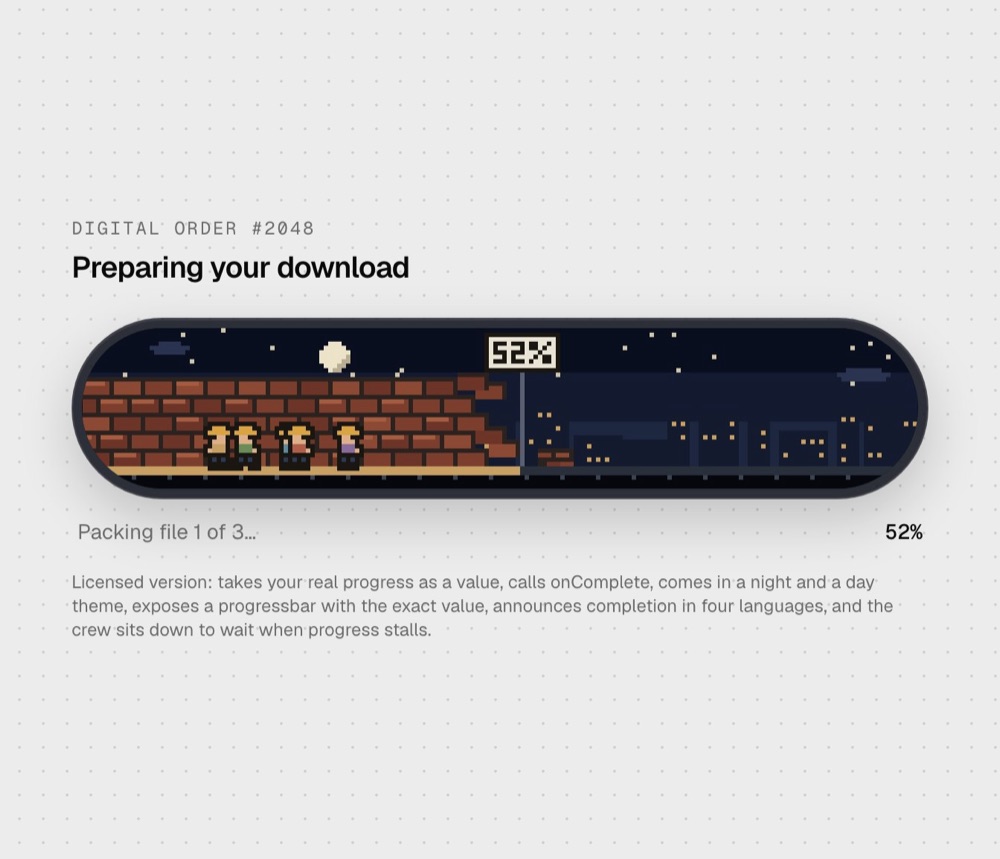 DIGITAL ORDER #2048
Preparing your download
52%
Packing file 1 of 3…
52%
Licensed version: takes your real progress as a value, calls onComplete, comes in a night and a day
theme, exposes a progressbar with the exact value, announces completion in four languages, and the
crew sits down to wait when progress stalls.